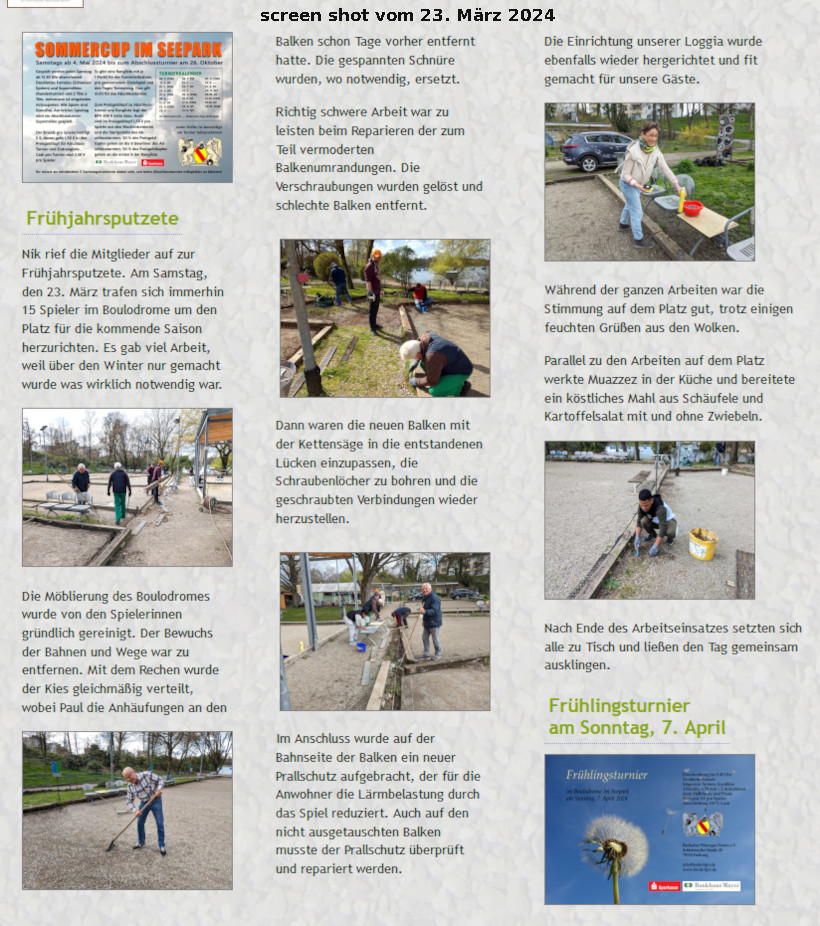 screen shot vom 23. März 2024
SOMMERCUP IM SEEPARK
Samstags ab 4. Mai 2024 bis zum Abschlussturnier am 26. Oktober
TURNIERKALENDER
Bankhaus Mayer
Sparkasse
Frühjahrsputzete
Nik rief die Mitglieder auf zur
Frühjahrsputzete. Am Samstag,
den 23. März trafen sich immerhin
15 Spieler im Boulodrome um den
Platz für die kommende Saison
herzurichten. Es gab viel Arbeit,
weil über den Winter nur gemacht
wurde was wirklich notwendig war.
Die Möblierung des Boulodromes
wurde von den Spielerinnen
gründlich gereinigt. Der Bewuchs
der Bahnen und Wege war zu
entfernen. Mit dem Rechen wurde
der Kies gleichmäßig verteilt,
wobei Paul die Anhäufungen an den
Balken schon Tage vorher entfernt
hatte. Die gespannten Schnüre
wurden, wo notwendig, ersetzt.
Richtig schwere Arbeit war zu
leisten beim Reparieren der zum
Teil vermoderten
Balkenumrandungen. Die
Verschraubungen wurden gelöst und
schlechte Balken entfernt.
Dann waren die neuen Balken mit
der Kettensäge in die entstandenen
Lücken einzupassen, die
Schraubenlöcher zu bohren und die
geschraubten Verbindungen wieder
herzustellen.
Im Anschluss wurde auf der
Bahnseite der Balken ein neuer
Prallschutz aufgebracht, der für die
Anwohner die Lärmbelastung durch
das Spiel reduziert. Auch auf den
nicht ausgetauschten Balken
musste der Prallschutz überprüft
und repariert werden.
Die Einrichtung unserer Loggia wurde
ebenfalls wieder hergerichtet und fit
gemacht für unsere Gäste.
Während der ganzen Arbeiten war die
Stimmung auf dem Platz gut, trotz einigen
feuchten Grüßen aus den Wolken.
Parallel zu den Arbeiten auf dem Platz
werkte Muazzez in der Küche und bereitete
ein köstliches Mahl aus Schäufele und
Kartoffelsalat mit und ohne Zwiebeln.
Nach Ende des Arbeitseinsatzes setzten sich
alle zu Tisch und ließen den Tag gemeinsam
ausklingen.
Frühlingsturnier
am Sonntag, 7. April
Frühlingsturnier
im Boulodrome im Seepark
am Sonntag, 7. April 2024
Sparkasse
Bankhaus Mayer